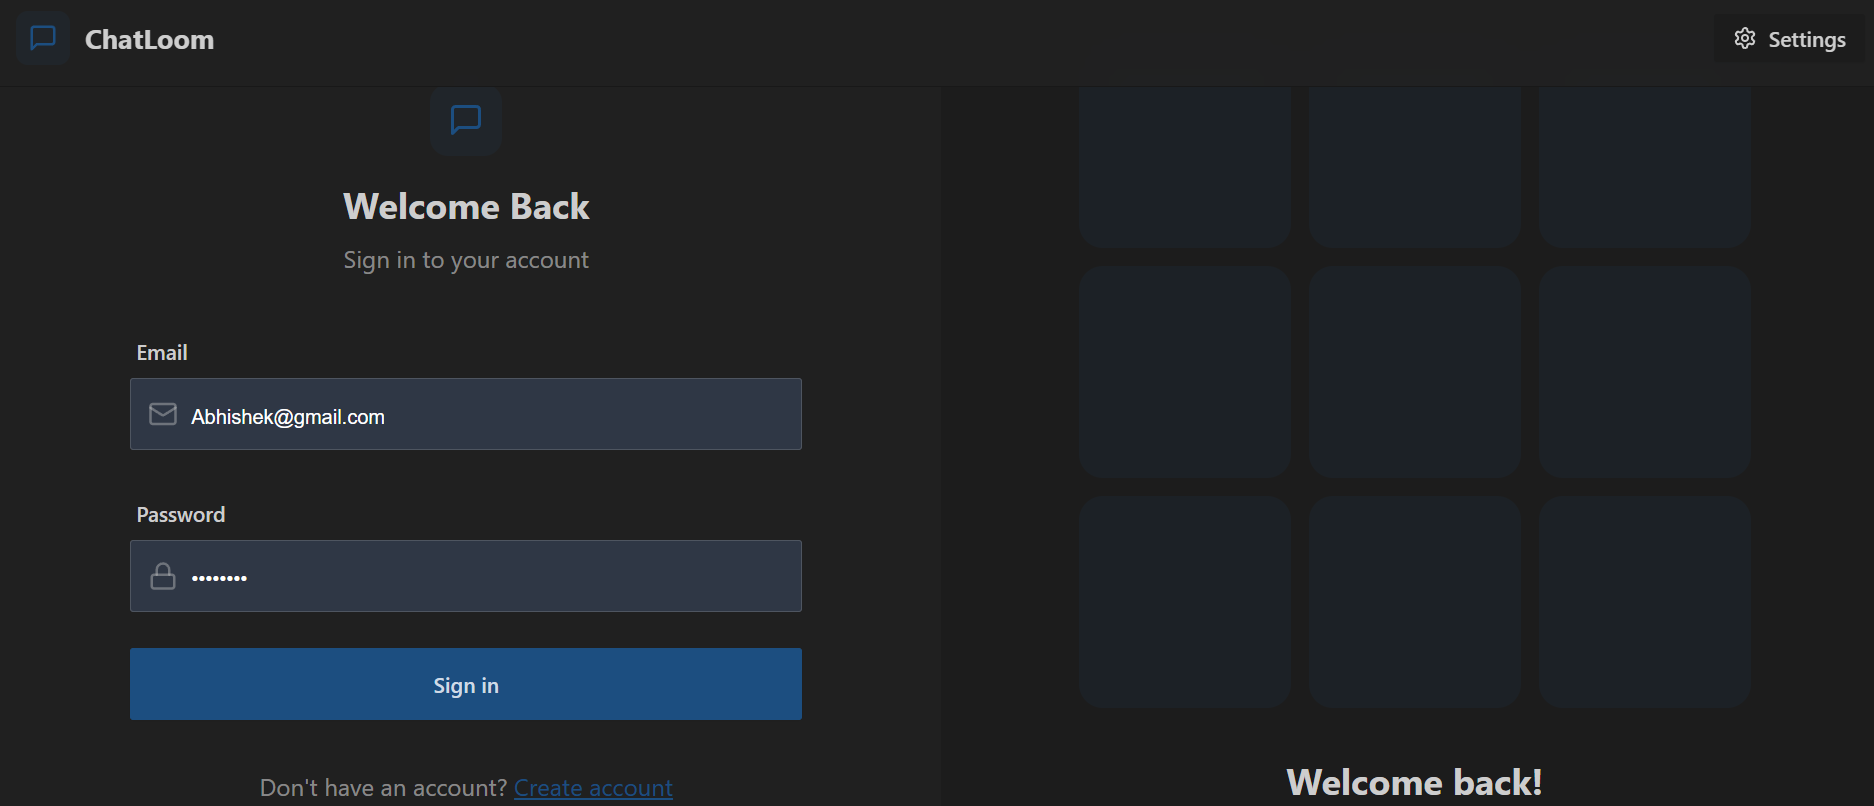 ChatLoom
Settings
Welcome Back
Sign in to your account
Email
Abhishek@gmail.com
Password
••••••••
Sign in
Don't have an account? Create account
Welcome back!